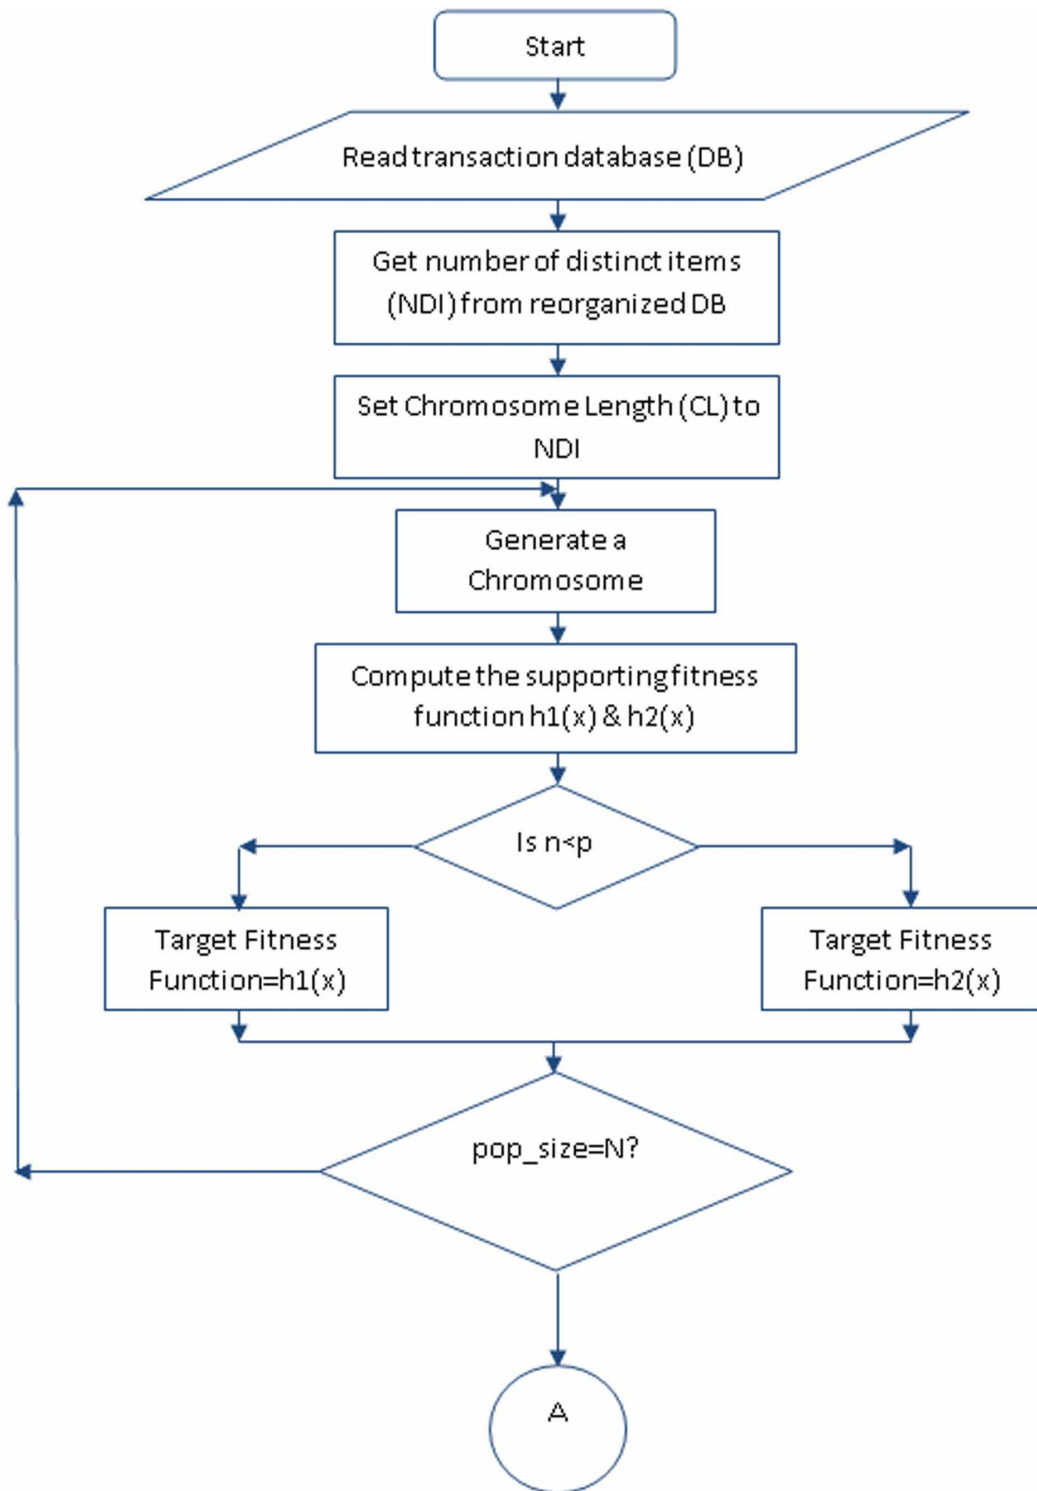 Start
Read transaction database (DB)
Get number of distinct items
(NDI) from reorganized DB
Set Chromosome Length (CL) to
NDI
Generate a
Chromosome
Compute the supporting fitness
function h1(x) & h2(x)
Is n<p
Target Fitness
Function=h1(x)
Target Fitness
Function=h2(x)
pop_size=N?
A